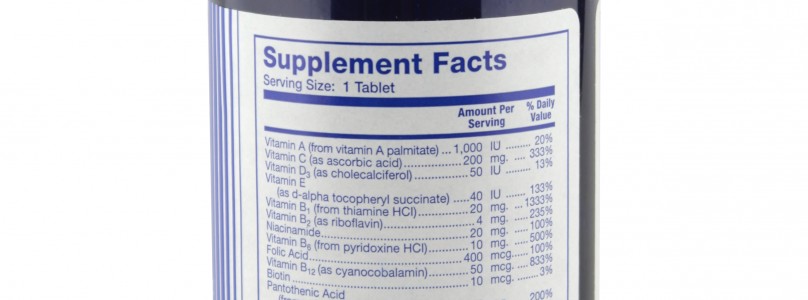 Supplement Facts
Serving Size: 1 Tablet
Amount Per Serving
% Daily Value
Vitamin A (from vitamin A palmitate) ... 1,000 IU ....... 20%
Vitamin C (as ascorbic acid) .............. 200 mg. .... 333%
Vitamin D3 (as cholecalciferol) ........... 50 IU ....... 13%
Vitamin E
(as d-alpha tocopheryl succinate) .....40 IU ....... 133%
Vitamin B1 (from thiamine HCl) .......... 20 mg. ...1333%
Vitamin B2 (as riboflavin) .................... 4 mg. .... 235%
Niacinamide .................................. 20 mg. .... 100%
Vitamin B6 (from pyridoxine HCl) ....... 10 mg. .... 500%
Folic Acid ..................................... 400 mcg. ... 100%
Vitamin B12 (as cyanocobalamin) ....... 50 mcg. ... 833%
Biotin ........................................... 10 mcg. ...... 3%
Pantothenic Acid
200%